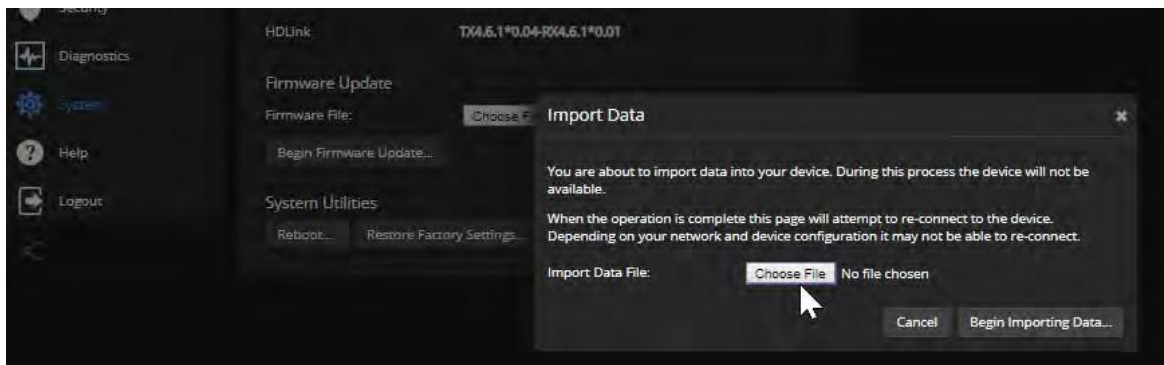 Security
HDLink TX4.6.1*0.04-RX4.6.1*0.01
Diagnostics
Firmware Update
System
Firmware File: Choose F
Import Data
Help
Begin Firmware Update...
You are about to import data into your device. During this process the device will not be
available.
Logout
System Utilities
When the operation is complete this page will attempt to re-connect to the device.
Reboot... Restore Factory Settings...
Depending on your network and device configuration it may not be able to re-connect.
Import Data File: Choose File No file chosen
Cancel Begin Importing Data...